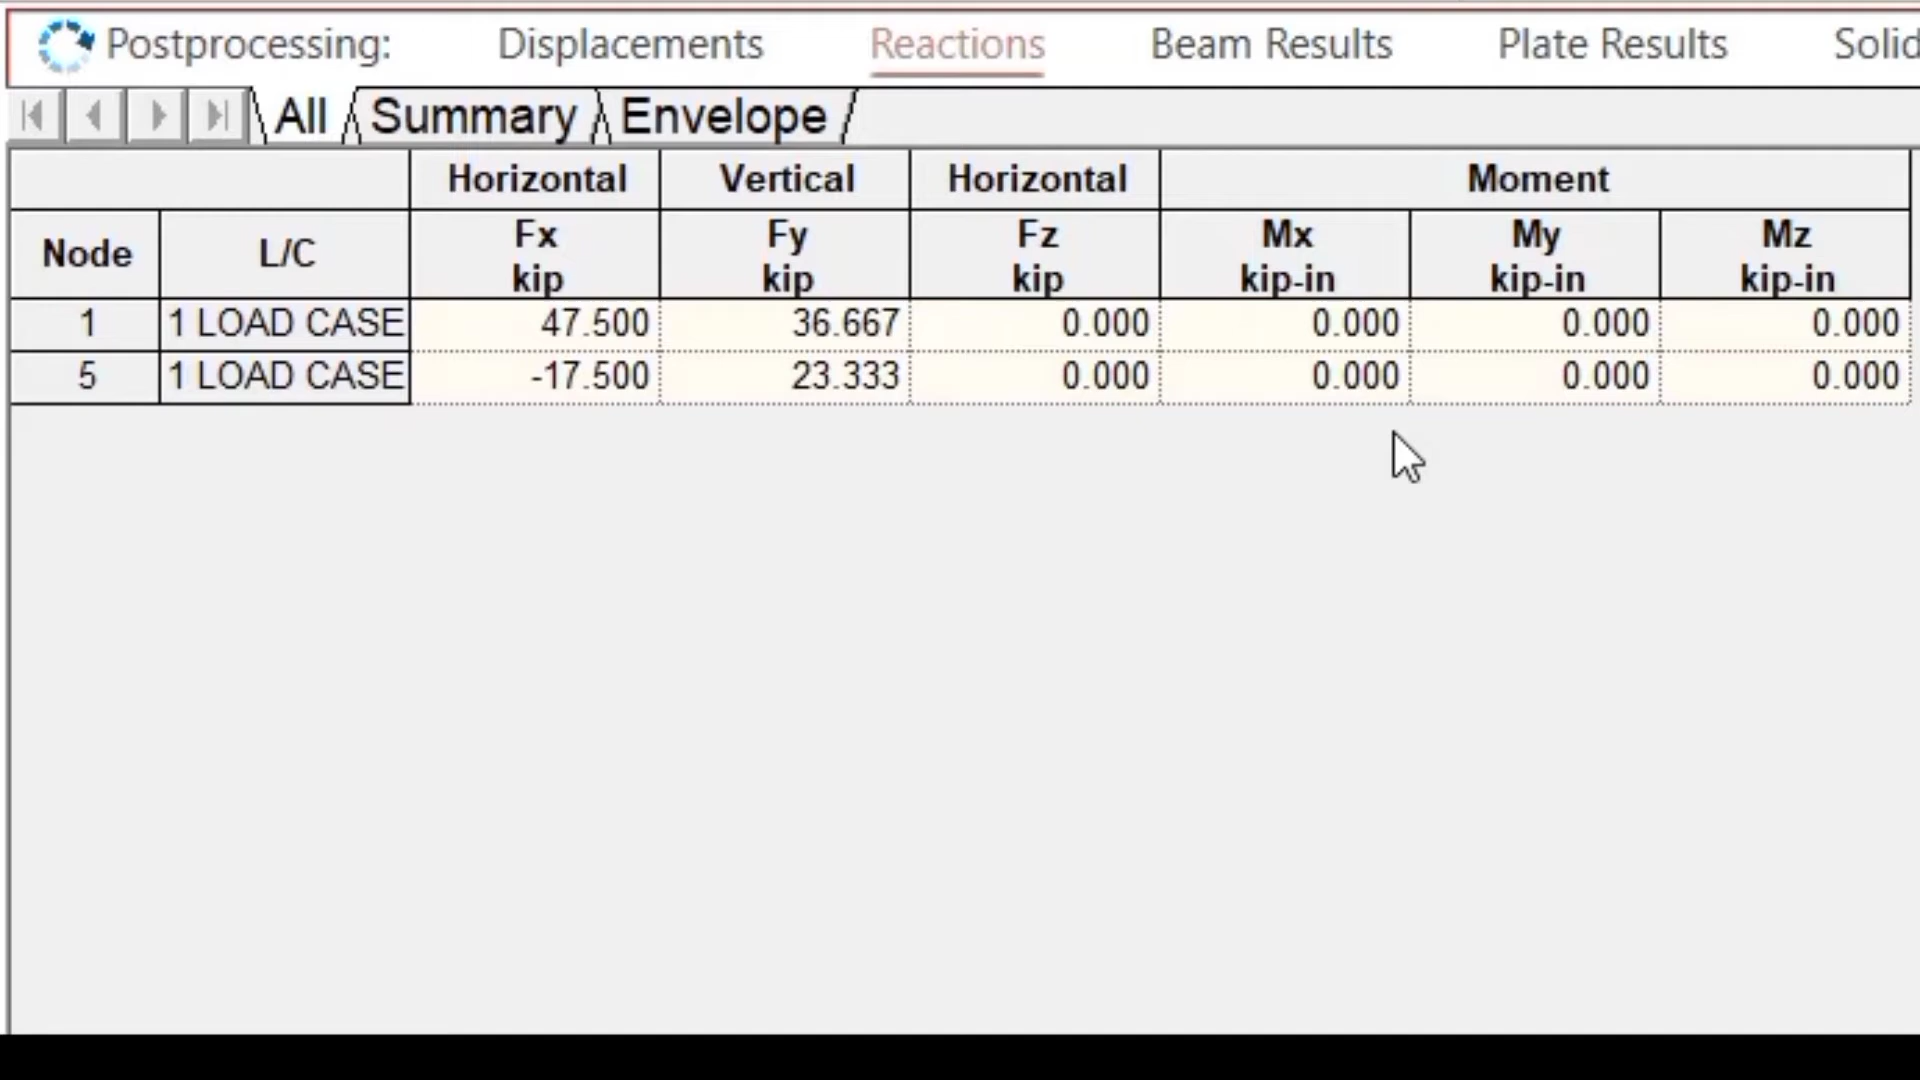 Postprocessing: Displacements Reactions Beam Results Plate Results Solid
All Summary Envelope
Horizontal Vertical Horizontal Moment
Node L/C Fx kip Fy kip Fz kip Mx kip-in My kip-in Mz kip-in
1 1 LOAD CASE 47.500 36.667 0.000 0.000 0.000 0.000
5 1 LOAD CASE -17.500 23.333 0.000 0.000 0.000 0.000